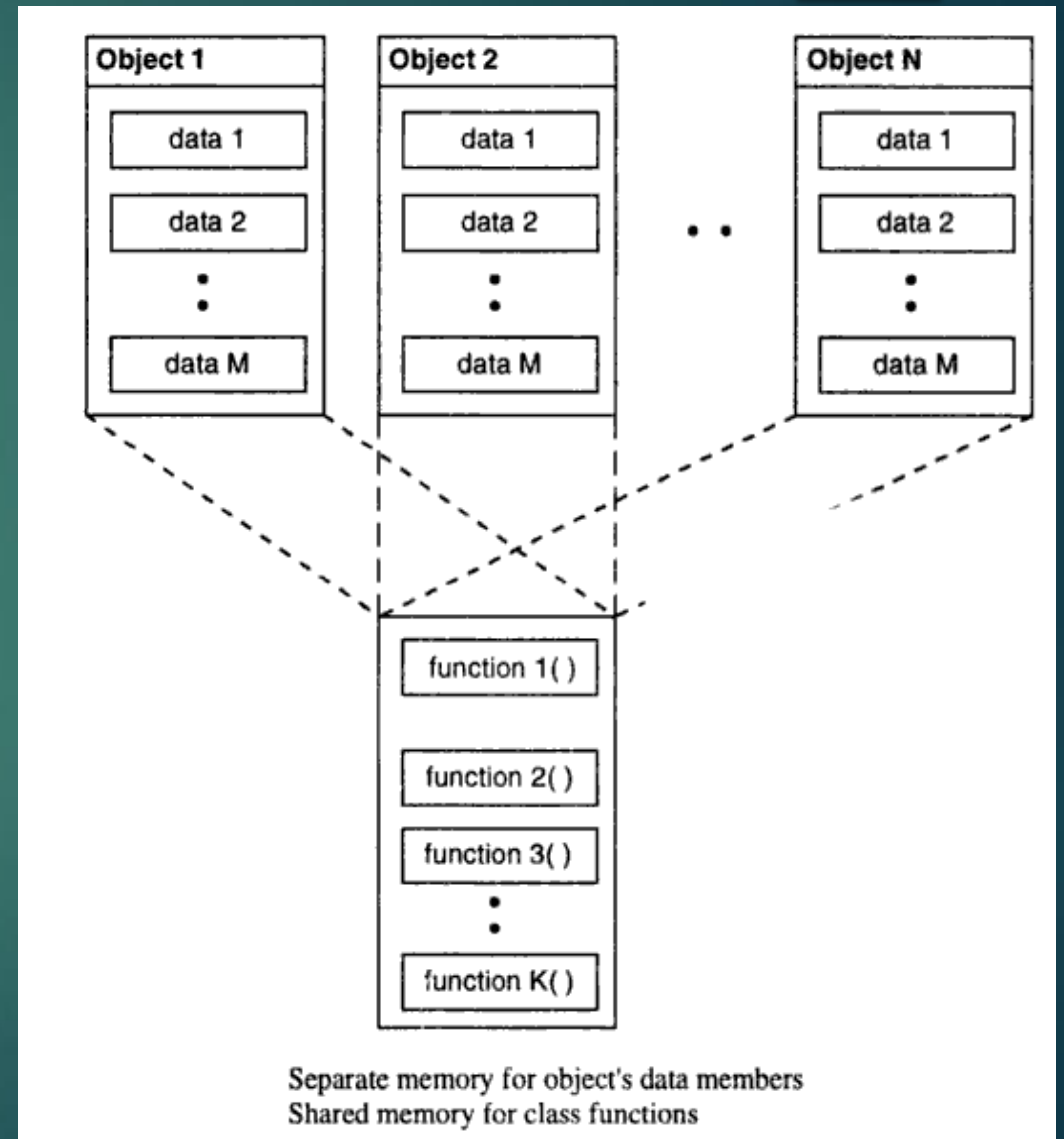 Object 1
data 1
data 2
data M
Object 2
data 1
data 2
data M
Object N
data 1
data 2
data M
function 1( )
function 2( )
function 3( )
function K( )
Separate memory for object's data members
Shared memory for class functions